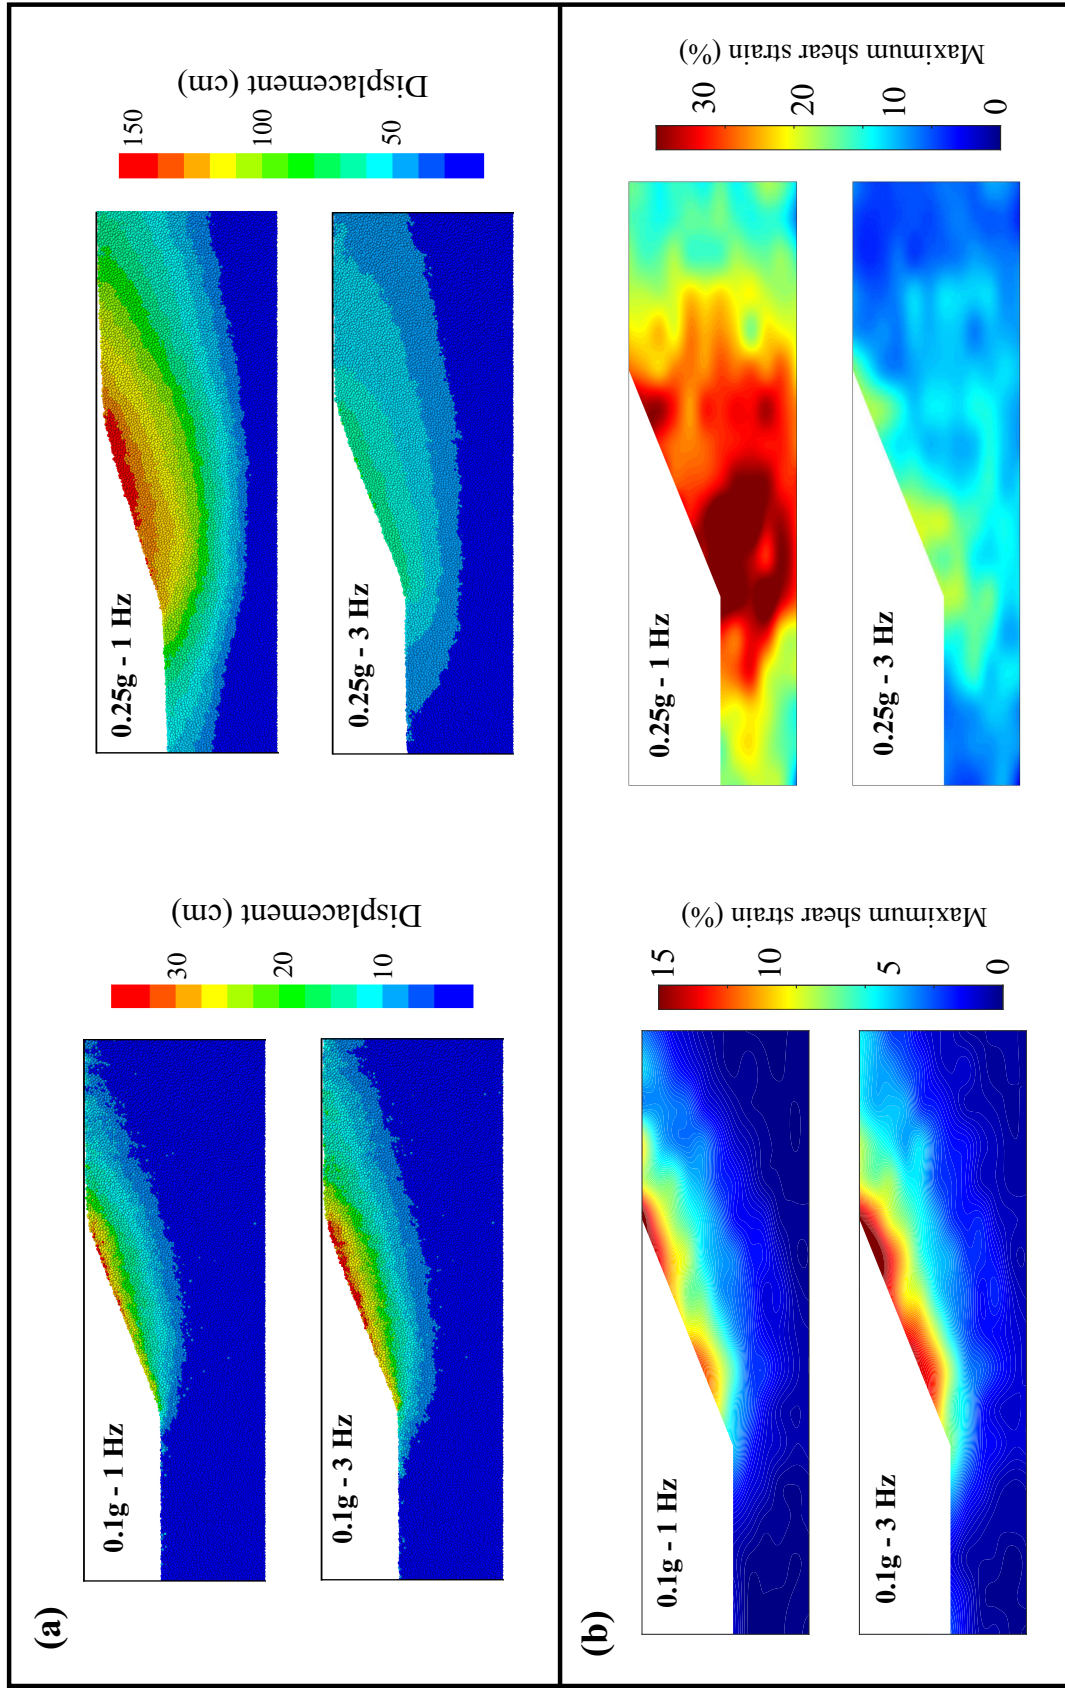 (a)
0.1g - 1 Hz
0.1g - 3 Hz
30
20
10
Displacement (cm)
0.25g - 1 Hz
0.25g - 3 Hz
150
100
50
Displacement (cm)
(b)
0.1g - 1 Hz
0.1g - 3 Hz
15
10
5
0
Maximum shear strain
(%)
0.25g - 1 Hz
0.25g - 3 Hz
30
20
10
0
Maximum shear strain
(%)